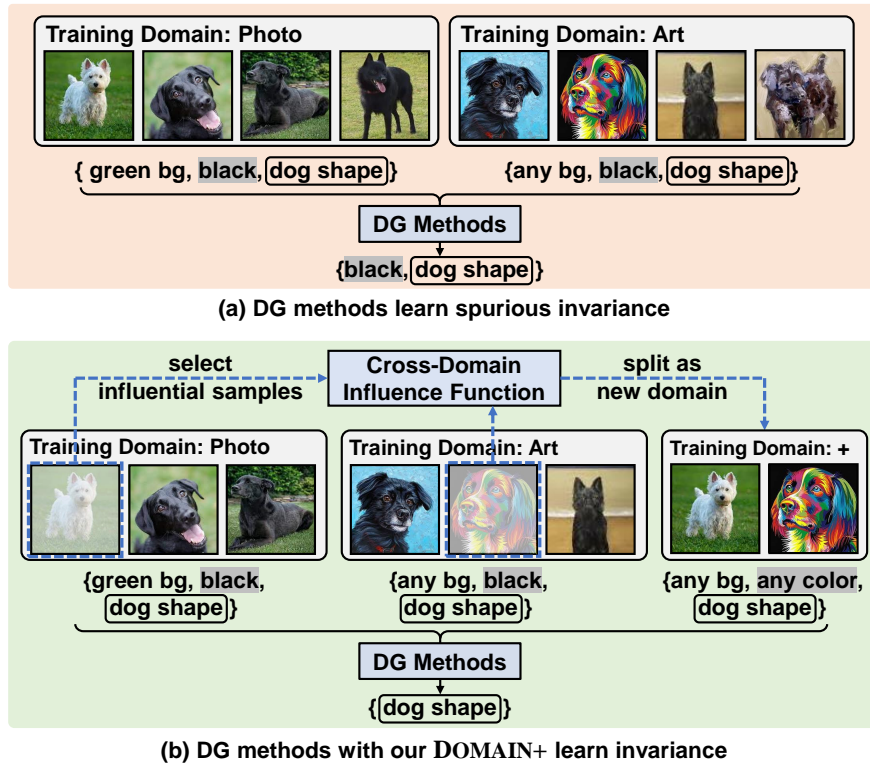 Training Domain: Photo
Training Domain: Art
{ green bg, black, dog shape }
{any bg, black, dog shape }
DG Methods
{black, dog shape }
(a) DG methods learn spurious invariance
select
influential samples
Cross-Domain
Influence Function
split as
new domain
Training Domain: Photo
Training Domain: Art
Training Domain: +
{green bg, black,
dog shape }
{any bg, black,
dog shape }
{any bg, any color,
dog shape }
DG Methods
{ dog shape }
(b) DG methods with our DOMAIN+ learn invariance